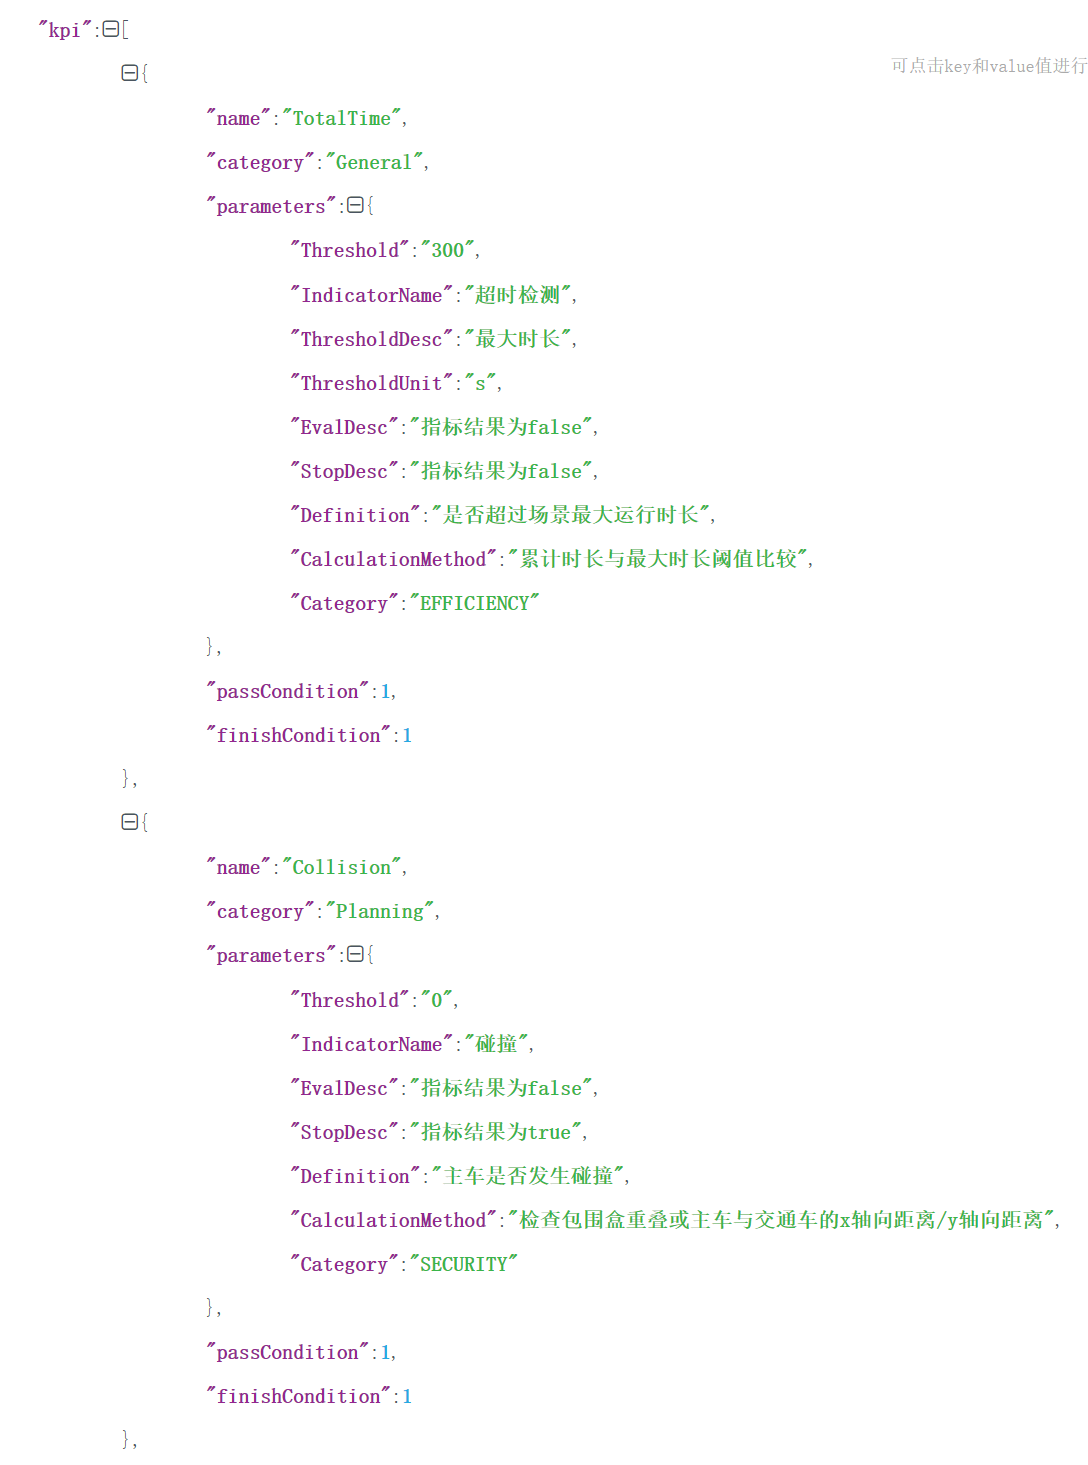 "kpi":[
可点击key和value值进行
{
"name":"TotalTime",
"category":"General",
"parameters":{
"Threshold":"300",
"IndicatorName":"超时检测",
"ThresholdDesc":"最大时长",
"ThresholdUnit":"s",
"EvalDesc":"指标结果为false",
"StopDesc":"指标结果为false",
"Definition":"是否超过场景最大运行时长",
"CalculationMethod":"累计时长与最大时长阈值比较",
"Category":"EFFICIENCY"
},
"passCondition":1,
"finishCondition":1
},
{
"name":"Collision",
"category":"Planning",
"parameters":{
"Threshold":"0",
"IndicatorName":"碰撞",
"EvalDesc":"指标结果为false",
"StopDesc":"指标结果为true",
"Definition":"主车是否发生碰撞",
"CalculationMethod":"检查包围盒重叠或主车与交通车的x轴向距离/y轴向距离",
"Category":"SECURITY"
},
"passCondition":1,
"finishCondition":1
},